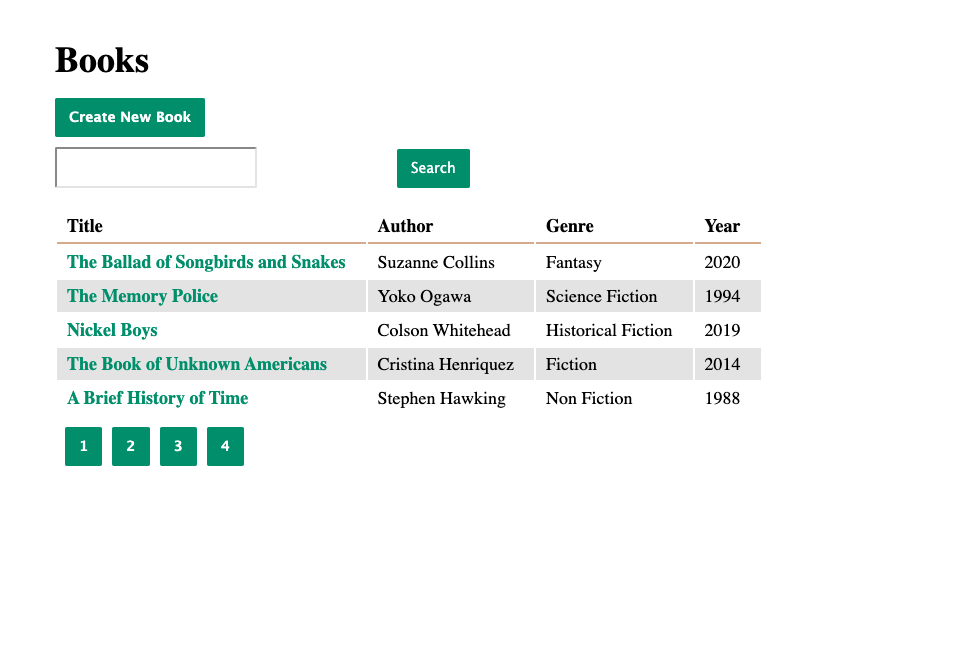 Books
Create New Book
Search
Title Author Genre Year
The Ballad of Songbirds and Snakes Suzanne Collins Fantasy 2020
The Memory Police Yoko Ogawa Science Fiction 1994
Nickel Boys Colson Whitehead Historical Fiction 2019
The Book of Unknown Americans Cristina Henriquez Fiction 2014
A Brief History of Time Stephen Hawking Non Fiction 1988
1 2 3 4